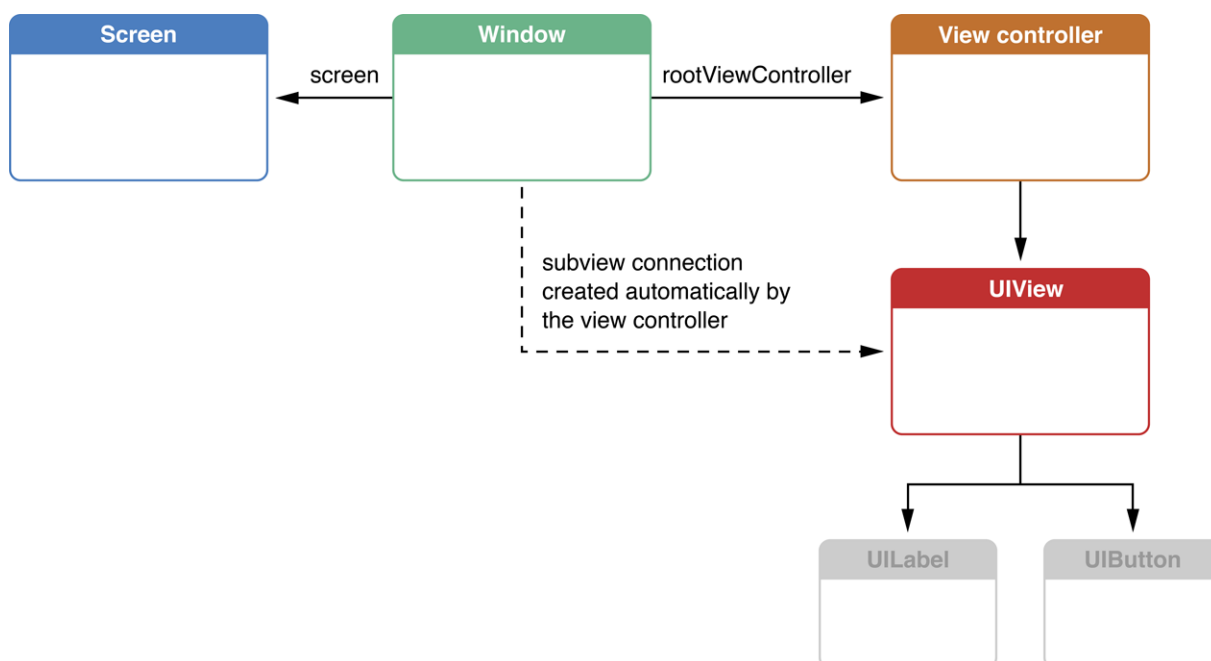 Screen
Window
View controller
screen
rootViewController
subview connection
created automatically by
the view controller
UIView
UILabel
UIButton